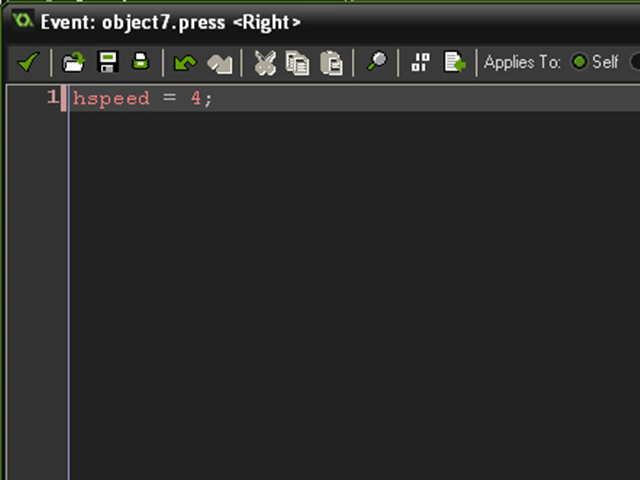 Event: object7.press <Right>
Applies To: Self
1 hspeed = 4;